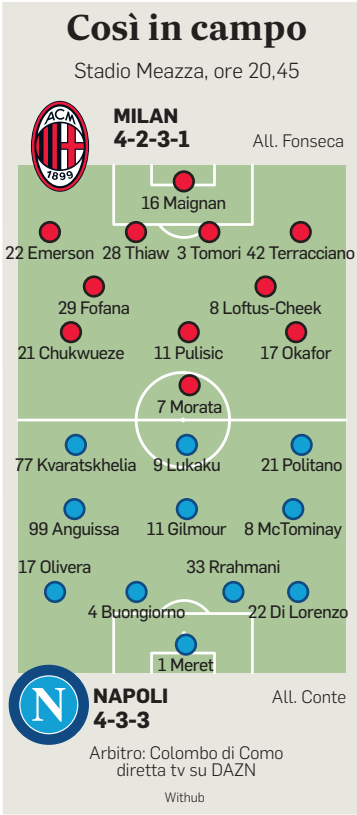 Così in campo
Stadio Meazza, ore 20,45
ACM
1899
MILAN
4-2-3-1
All. Fonseca
16 Maignan
22 Emerson 28 Thiaw 3 Tomori 42 Terracciano
29 Fofana 8 Loftus-Cheek
21 Chukwueze 11 Pulisic 17 Okafor
7 Morata
77 Kvaratskhelia 9 Lukaku 21 Politano
99 Anguissa 11 Gilmour 8 McTominay
17 Olivera 33 Rrahmani
4 Buongiorno 22 Di Lorenzo
1 Meret
N
NAPOLI
4-3-3
All. Conte
Arbitro: Colombo di Como
diretta tv su DAZN
Withub